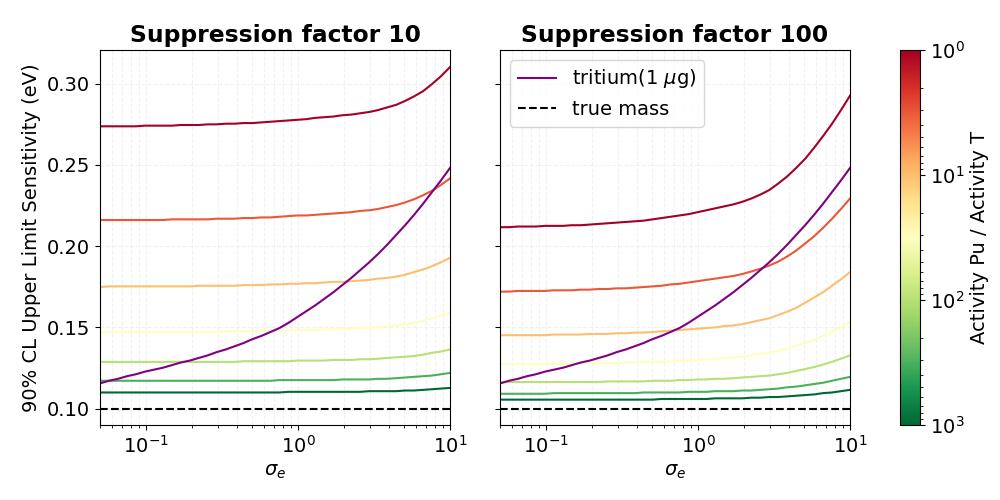 Suppression factor 10
Suppression factor 100
90% CL Upper Limit Sensitivity (eV)
0.30
0.25
0.20
0.15
0.10
10⁻¹
10⁰
10¹
σₑ
tritium(1 μg)
true mass
10⁻¹
10⁰
10¹
σₑ
10⁰
10¹
10²
10³
Activity Pu / Activity T